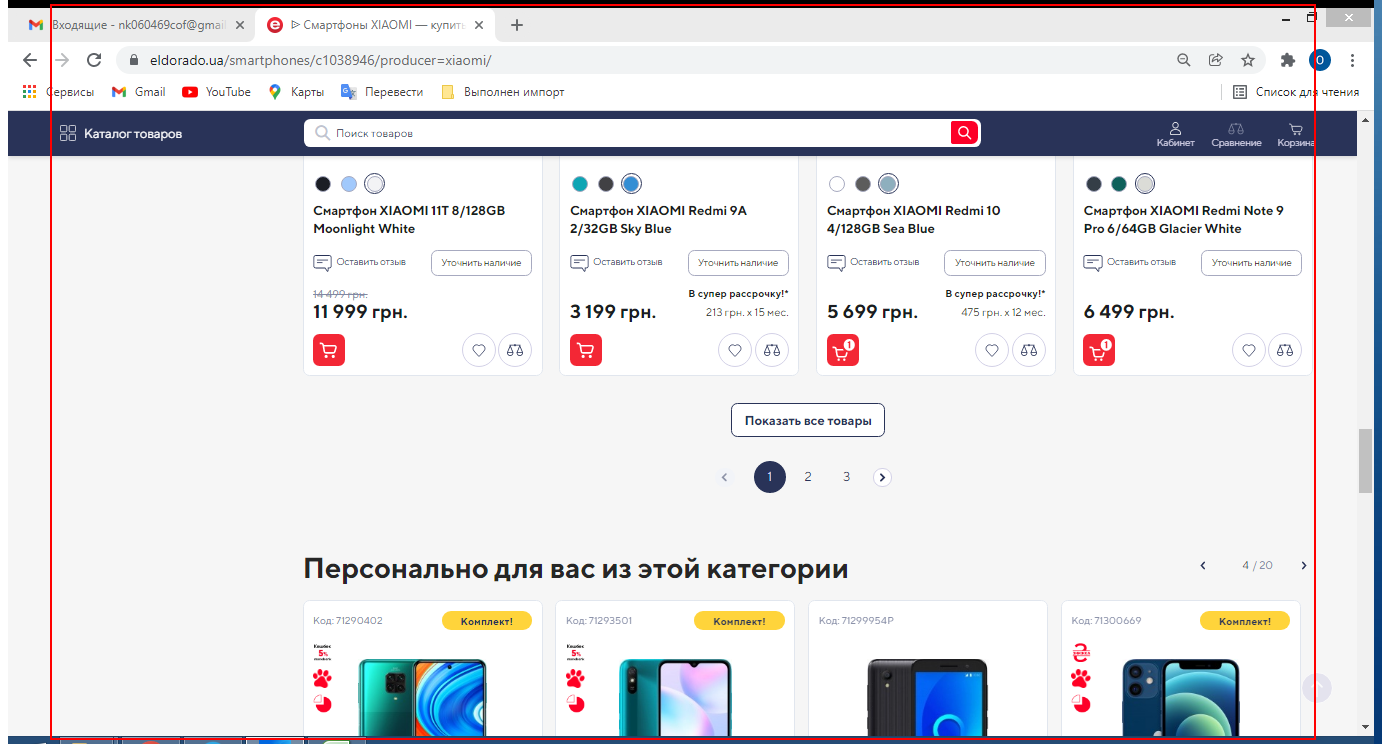 Входящие - nk060469cof@gmai
ᐈ Смартфоны XIAOMI — купить
eldorado.ua/smartphones/c1038946/producer=xiaomi/
О
Сервисы
Gmail
YouTube
Карты
Перевести
Выполнен импорт
Список для чтения
Каталог товаров
Поиск товаров
Кабинет
Сравнение
Корзина
Смартфон XIAOMI 11T 8/128GB
Moonlight White
Оставить отзыв
Уточнить наличие
14 499 грн.
11 999 грн.
Смартфон XIAOMI Redmi 9A
2/32GB Sky Blue
Оставить отзыв
Уточнить наличие
В супер рассрочку!*
3 199 грн.
213 грн. x 15 мес.
Смартфон XIAOMI Redmi 10
4/128GB Sea Blue
Оставить отзыв
Уточнить наличие
В супер рассрочку!*
5 699 грн.
475 грн. x 12 мес.
1
Смартфон XIAOMI Redmi Note 9
Pro 6/64GB Glacier White
Оставить отзыв
Уточнить наличие
6 499 грн.
1
Показать все товары
1
2
3
Персонально для вас из этой категории
4 / 20
Код: 71290402
Комплект!
5%
Код: 71293501
Комплект!
5%
Код: 71299954P
Код: 71300669
Комплект!